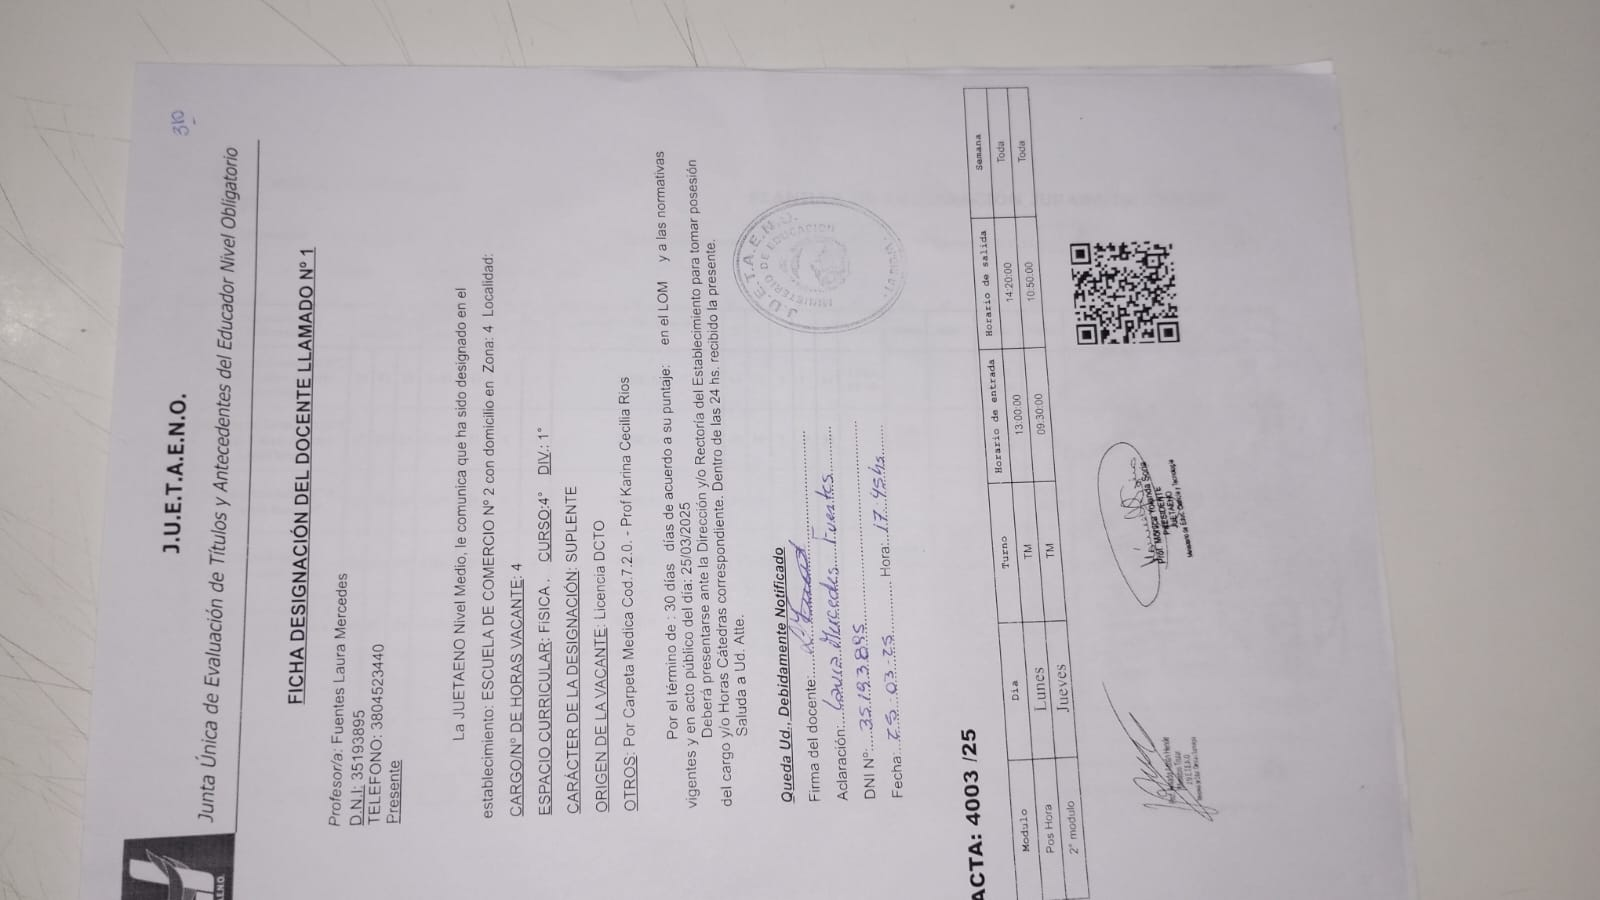 310
J.U.E.T.A.E.N.O.
Junta Única de Evaluación de Títulos y Antecedentes del Educador Nivel Obligatorio
FICHA DESIGNACIÓN DEL DOCENTE LLAMADO Nº 1
Profesor/a: Fuentes Laura Mercedes
D.N.I: 35193895
TELEFONO: 3804523440
Presente
La JUETAENO Nivel Medio, le comunica que ha sido designado en el
establecimiento: ESCUELA DE COMERCIO Nº 2 con domicilio en Zona: 4 Localidad:
CARGO/Nº DE HORAS VACANTE: 4
ESPACIO CURRICULAR: FISICA . CURSO:4° DIV.: 1°
CARÁCTER DE LA DESIGNACIÓN: SUPLENTE
ORIGEN DE LA VACANTE: Licencia DCTO
OTROS: Por Carpeta Medica Cod.7.2.0. - Prof Karina Cecilia Rios
Por el término de : 30 días días de acuerdo a su puntaje: en el LOM y a las normativas
vigentes y en acto público del día: 25/03/2025
Deberá presentarse ante la Dirección y/o Rectoría del Establecimiento para tomar posesión
del cargo y/o Horas Cátedras correspondiente. Dentro de las 24 hs. recibido la presente.
Saluda a Ud. Atte.
J.U.E.T.A.E.N.O.
MINISTERIO DE EDUCACIÓN
Queda Ud., Debidamente Notificado
Firma del docente:
Aclaración: Laura Mercedes Fuentes
DNI Nº: 35.193.895
Fecha: 25-03-25 Hora: 17:45hs
ACTA: 4003 /25
Modulo Dia Turno Horario de entrada Horario de salida Semana
Pos Hora Lunes TM 13:00:00 14:20:00 Toda
2° modulo Jueves TM 09:30:00 10:50:00 Toda
PRESIDENTE
JUETAENO
JUETAENO